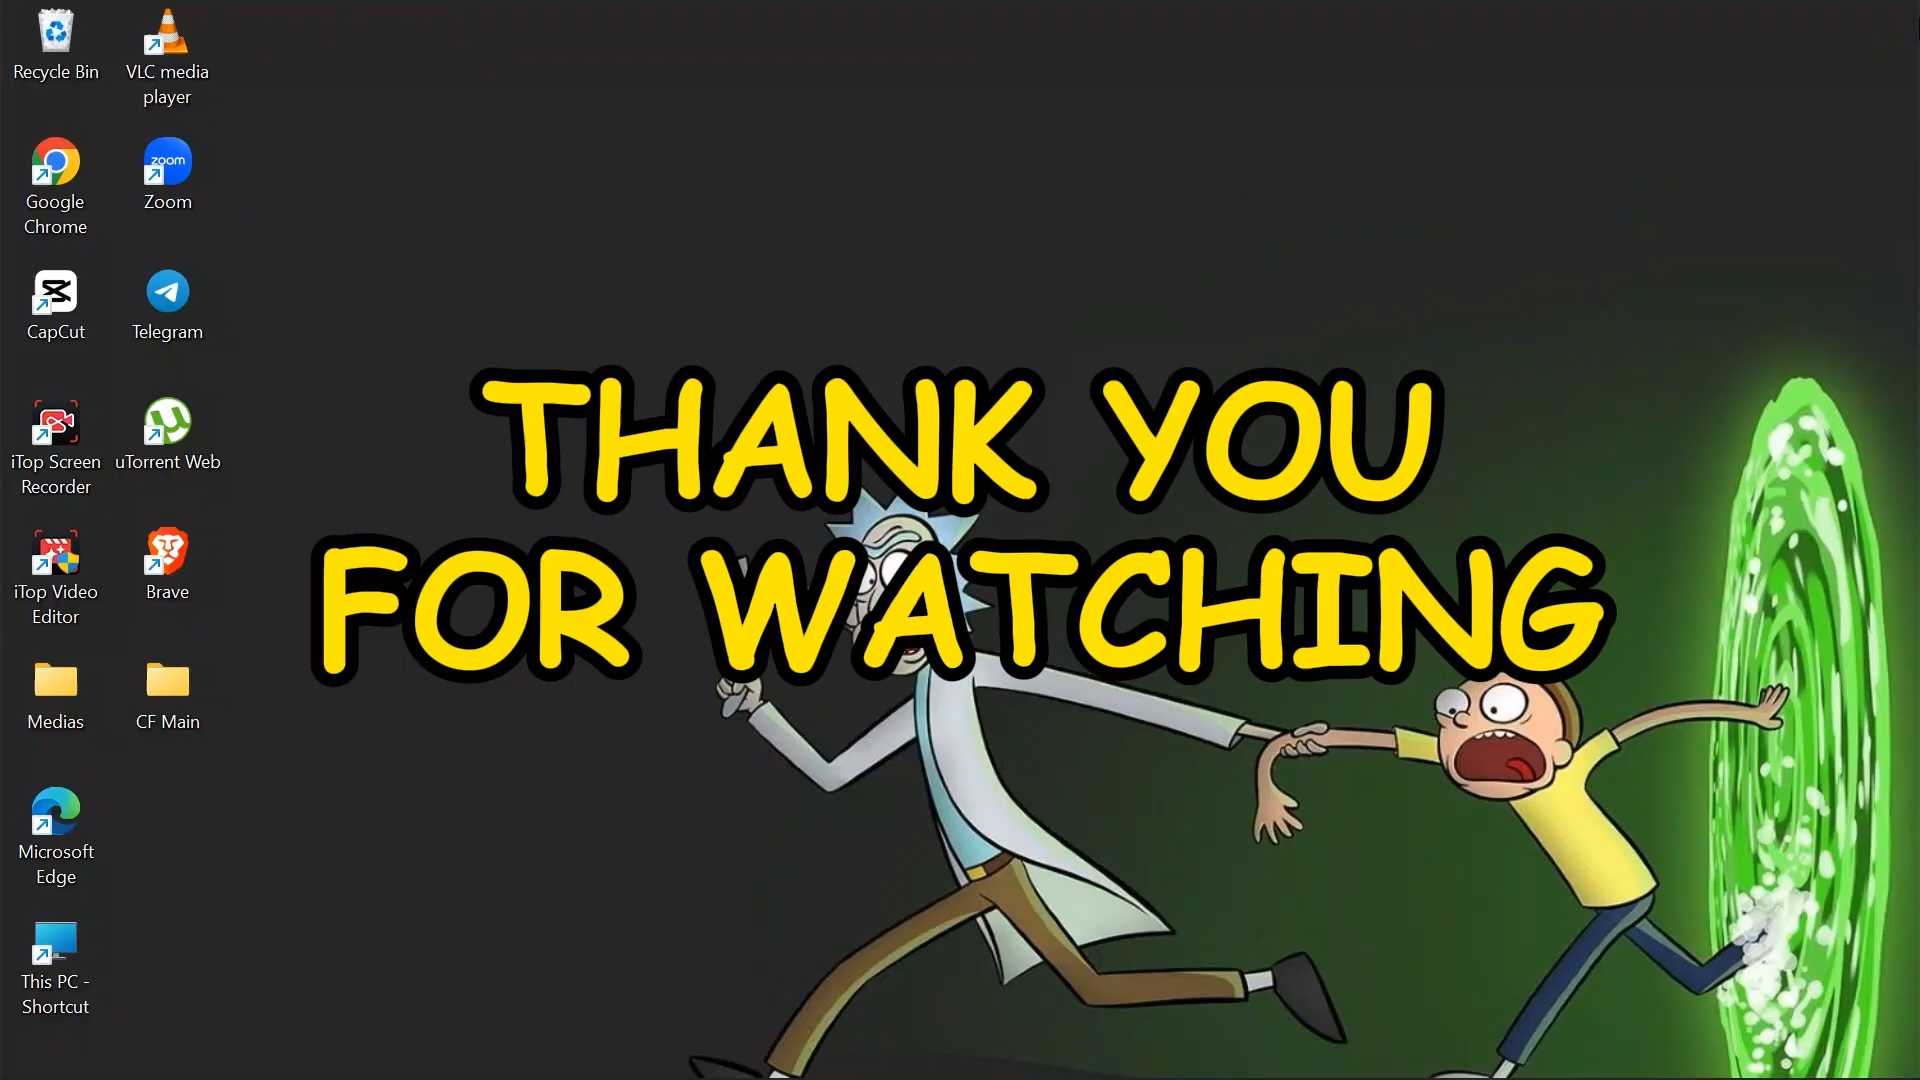 Recycle Bin
VLC media
player
Google
Chrome
zoom
Zoom
CapCut
Telegram
iTop Screen
Recorder
uTorrent Web
iTop Video
Editor
Brave
Medias
CF Main
Microsoft
Edge
This PC -
Shortcut
THANK YOU
FOR WATCHING